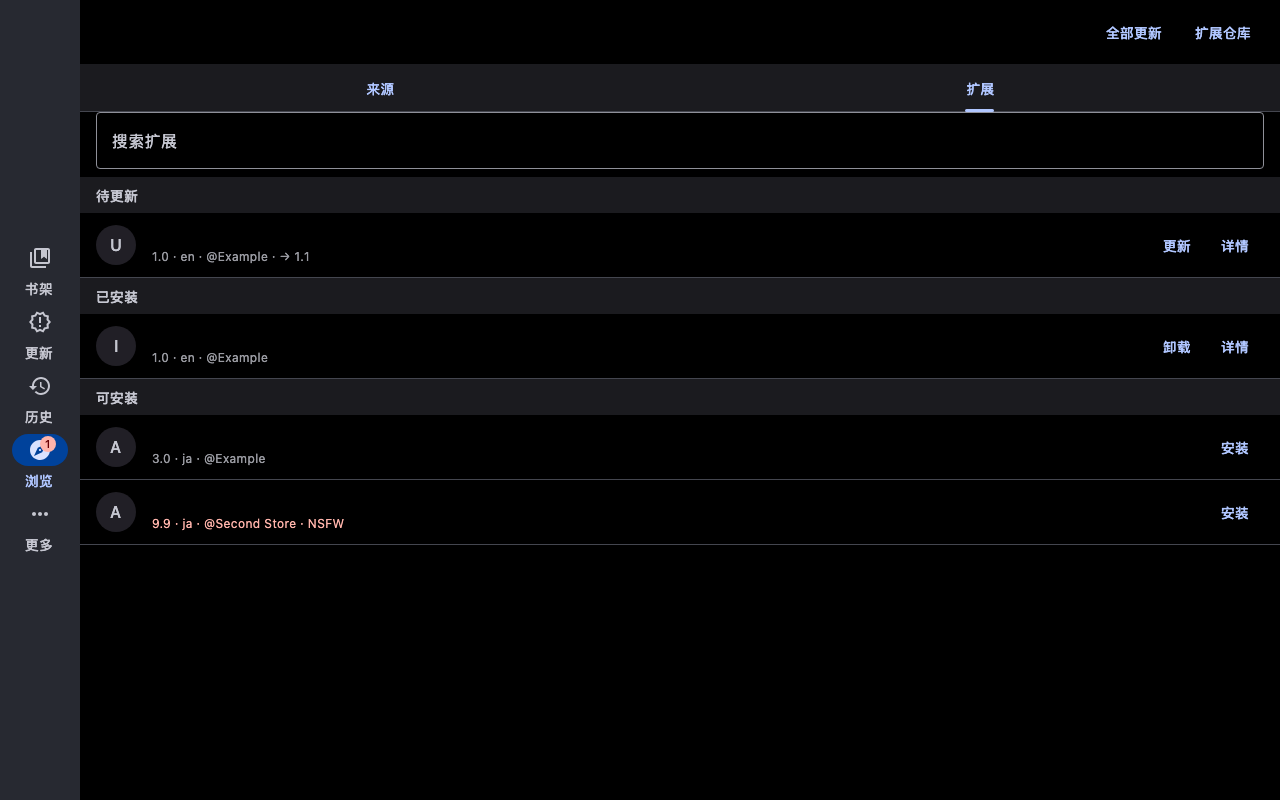 全部更新 扩展仓库
来源 扩展
搜索扩展
待更新
U
1.0 · en · @Example · → 1.1
更新 详情
已安装
I
1.0 · en · @Example
卸载 详情
可安装
A
3.0 · ja · @Example
安装
A
9.9 · ja · @Second Store · NSFW
安装
书架
更新
历史
1
浏览
更多